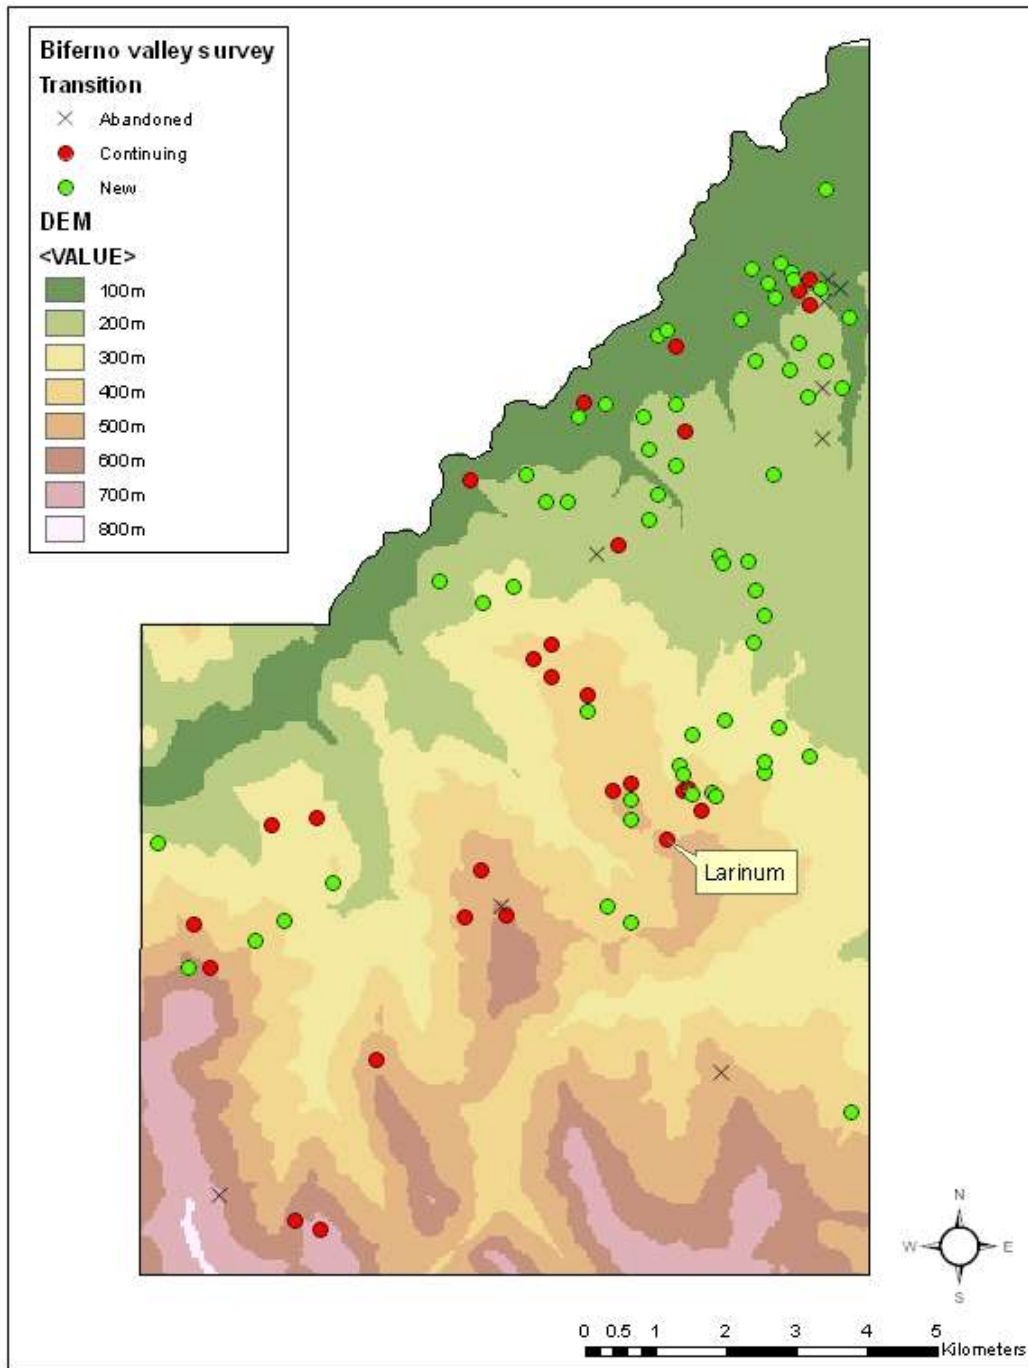 Biferno valley survey
Transition
Abandoned
Continuing
New
DEM
<VALUE>
100m
200m
300m
400m
500m
600m
700m
800m
Larinum
N
W E
S
0 0.5 1 2 3 4 5
Kilometers